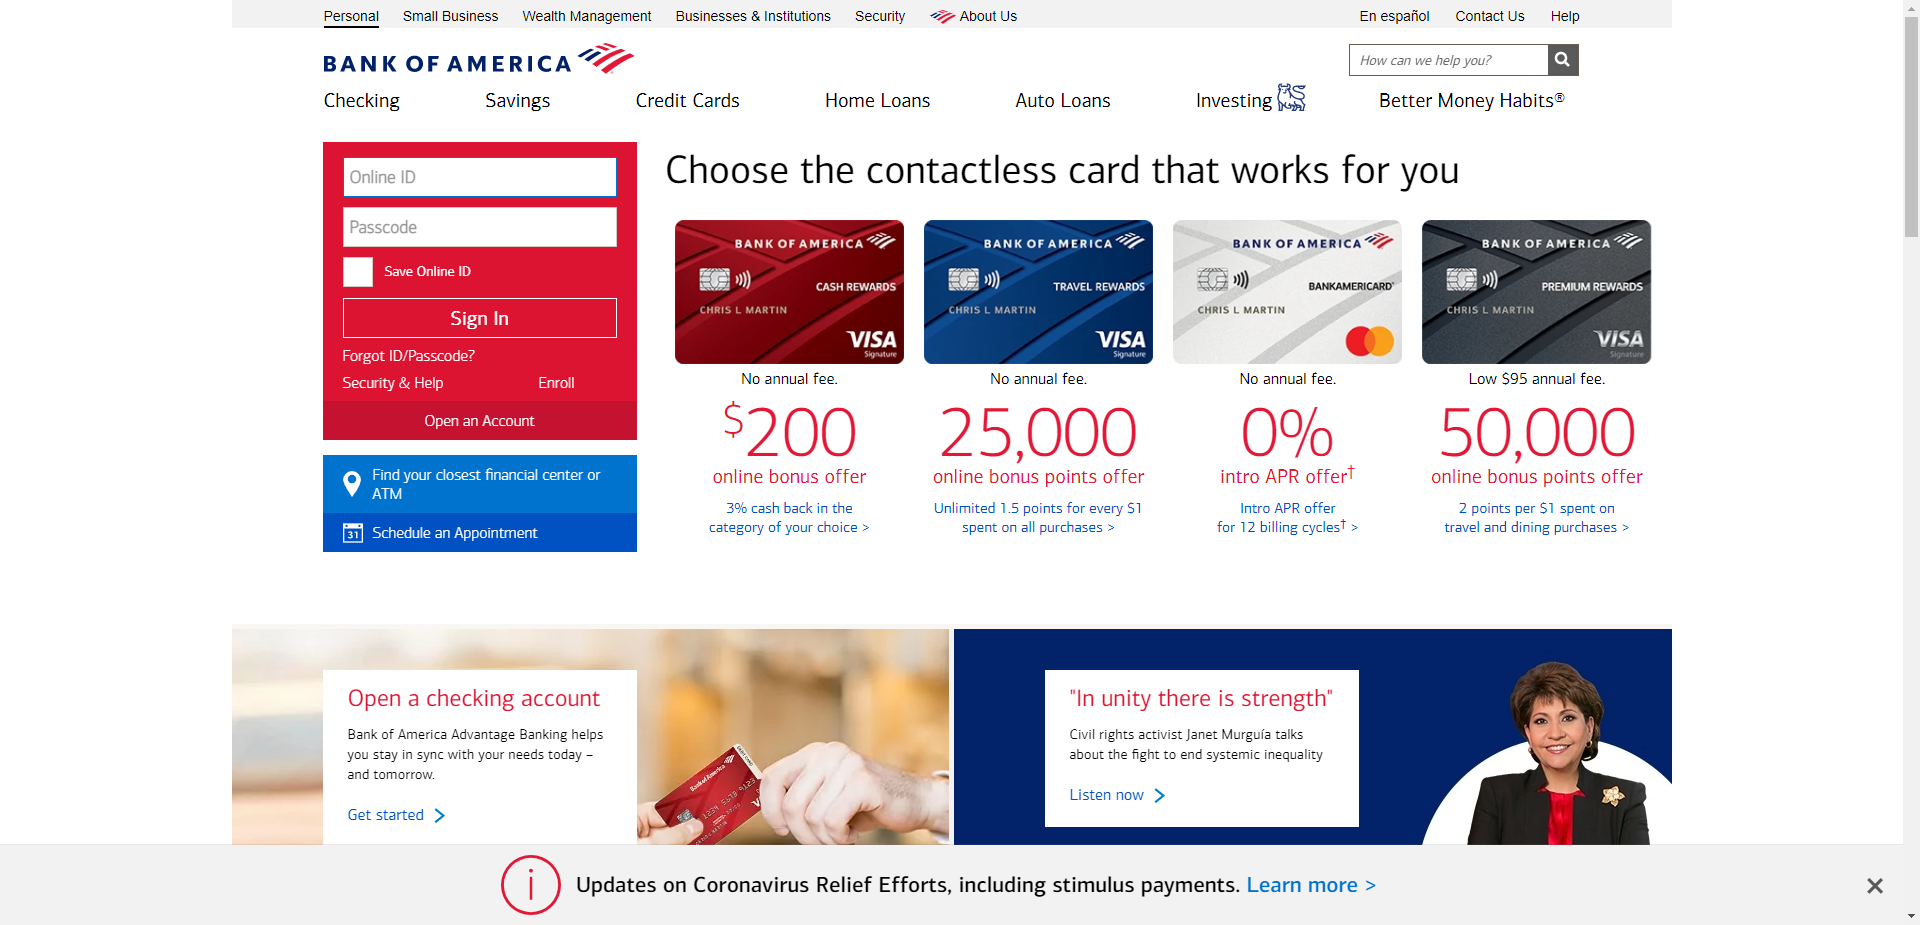 Personal
Small Business
Wealth Management
Businesses & Institutions
Security
About Us
En español
Contact Us
Help
BANK OF AMERICA
How can we help you?
Checking
Savings
Credit Cards
Home Loans
Auto Loans
Investing
Better Money Habits®
Online ID
Passcode
Save Online ID
Sign In
Forgot ID/Passcode?
Security & Help
Enroll
Open an Account
Find your closest financial center or
ATM
31
Schedule an Appointment
Choose the contactless card that works for you
BANK OF AMERICA
CASH REWARDS
CHRIS L MARTIN
VISA
Signature
No annual fee.
$200
online bonus offer
3% cash back in the
category of your choice >
BANK OF AMERICA
TRAVEL REWARDS
CHRIS L MARTIN
VISA
Signature
No annual fee.
25,000
online bonus points offer
Unlimited 1.5 points for every $1
spent on all purchases >
BANK OF AMERICA
BANKAMERICARD®
CHRIS L MARTIN
No annual fee.
0%
intro APR offer†
Intro APR offer
for 12 billing cycles† >
BANK OF AMERICA
PREMIUM REWARDS
CHRIS L MARTIN
VISA
Signature
Low $95 annual fee.
50,000
online bonus points offer
2 points per $1 spent on
travel and dining purchases >
Open a checking account
Bank of America Advantage Banking helps
you stay in sync with your needs today –
and tomorrow.
Get started
Bank of America
"In unity there is strength"
Civil rights activist Janet Murguía talks
about the fight to end systemic inequality
Listen now
Updates on Coronavirus Relief Efforts, including stimulus payments. Learn more >